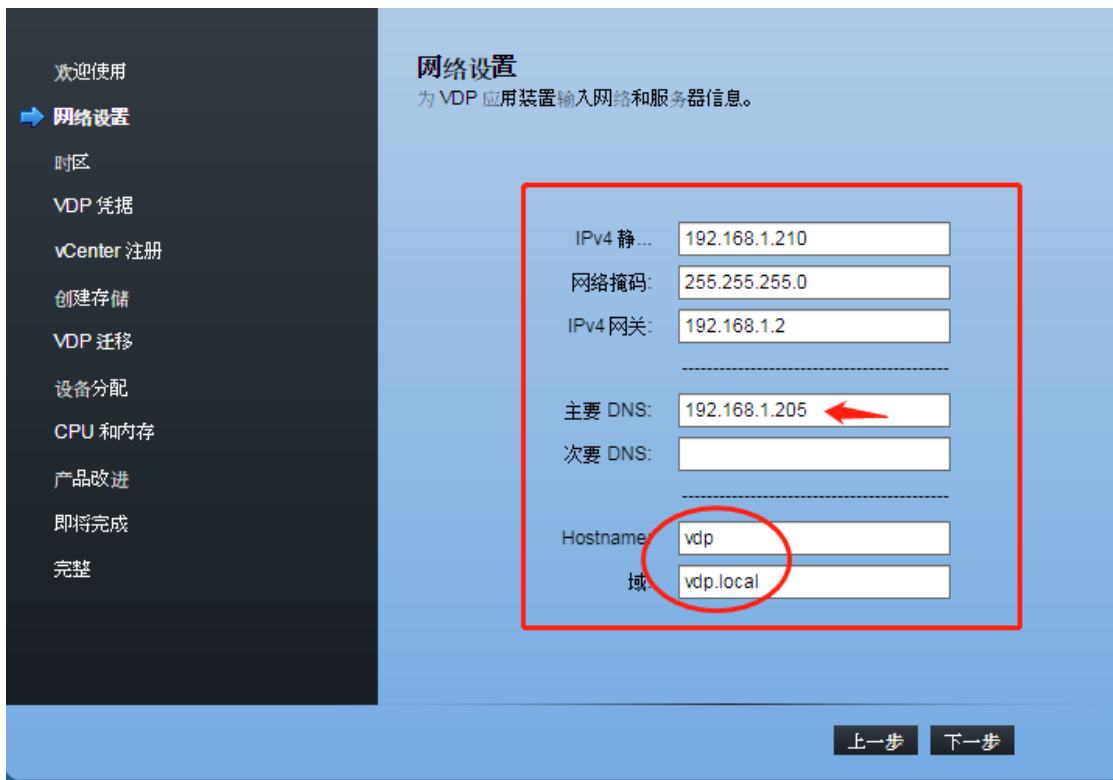 欢迎使用
网络设置
时区
VDP 凭据
vCenter 注册
创建存储
VDP 迁移
设备分配
CPU 和内存
产品改进
即将完成
完整
网络设置
为 VDP 应用装置输入网络和服务器信息。
IPv4 静... 192.168.1.210
网络掩码: 255.255.255.0
IPv4 网关: 192.168.1.2
主要 DNS: 192.168.1.205
次要 DNS:
Hostname: vdp
域: vdp.local
上一步 下一步